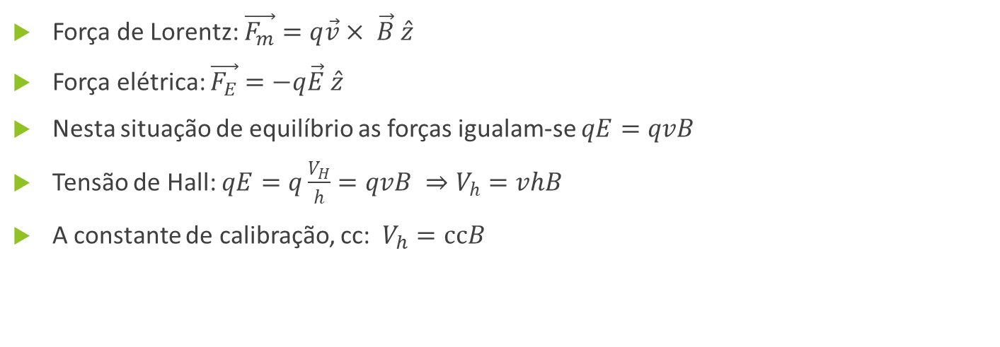 Força de Lorentz: $\overrightarrow{F_m} = q\vec{v} \times \vec{B}\ \hat{z}$
Força elétrica: $\overrightarrow{F_E} = -q\vec{E}\ \hat{z}$
Nesta situação de equilíbrio as forças igualam-se $qE = qvB$
Tensão de Hall: $qE = q\frac{V_H}{h} = qvB \Rightarrow V_h = vhB$
A constante de calibração, cc: $V_h = \mathrm{cc}B$